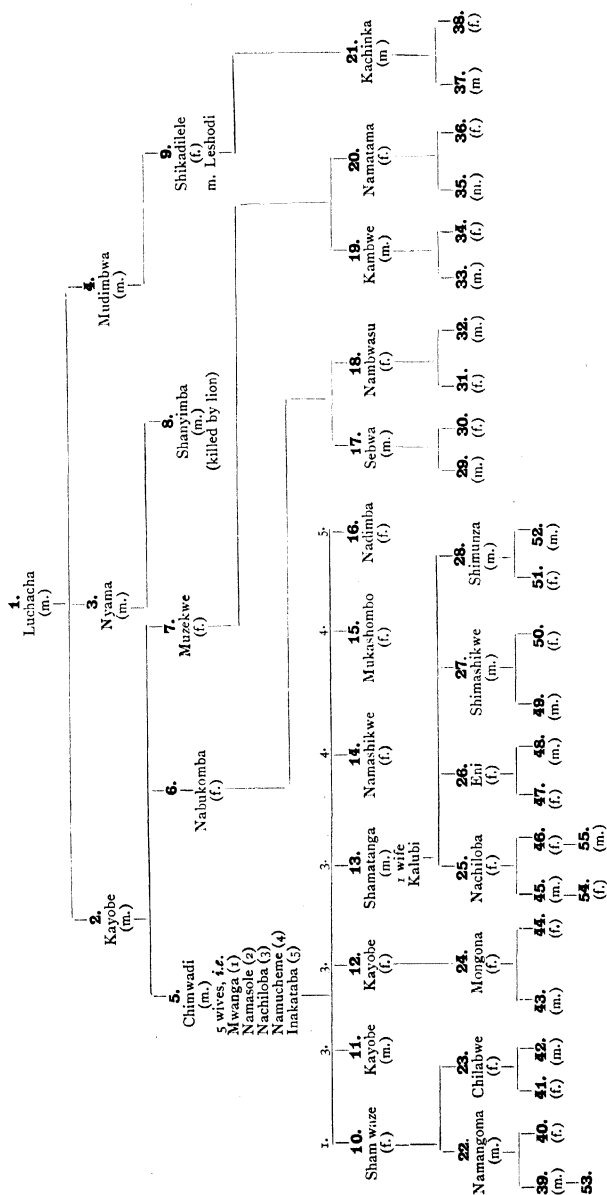 1.
Luchacha
(m.)
2.
Kayobe
(m.)
3.
Nyama
(m.)
4.
Mudimbwa
(m.)
5.
Chimwadi
(m.)
5 wives, i.e.
Mwanga (1)
Namasole (2)
Nachiloba (3)
Namucheme (4)
Inakataba (5)
6.
Nabukomba
(f.)
7.
Muzekwe
(f.)
8.
Shanyimba
(m.)
(killed by lion)
9.
Shikadilele
(f.)
m. Leshodi
1.
10.
Shamwaze
(f.)
3.
11.
Kayobe
(m.)
3.
12.
Kayobe
(f.)
3.
13.
Shamatanga
(m.)
1 wife
Kalubi
4.
14.
Namashikwe
(f.)
4.
15.
Mukashombo
(f.)
5.
16.
Nadimba
(f.)
17.
Sebwa
(m.)
18.
Nambwasu
(f.)
19.
Kambwe
(m.)
20.
Namatama
(f.)
21.
Kachinka
(m)
22.
Namangoma
(m.)
23.
Chilabwe
(f.)
24.
Mongona
(f.)
25.
Nachiloba
(f.)
26.
Eni
(f.)
27.
Shimashikwe
(m.)
28.
Shimunza
(m.)
29.
(m.)
30.
(f.)
31.
(f.)
32.
(m.)
33.
(m.)
34.
(f.)
35.
(m.)
36.
(f.)
37.
(m)
38.
(f.)
39.
(m.)
40.
(f.)
41.
(f.)
42.
(m.)
43.
(m.)
44.
(f.)
45.
(m.)
46.
(f.)
47.
(f.)
48.
(m.)
49.
(m.)
50.
(f.)
51.
(f.)
52.
(m.)
53.
54.
(f.)
55.
(m.)